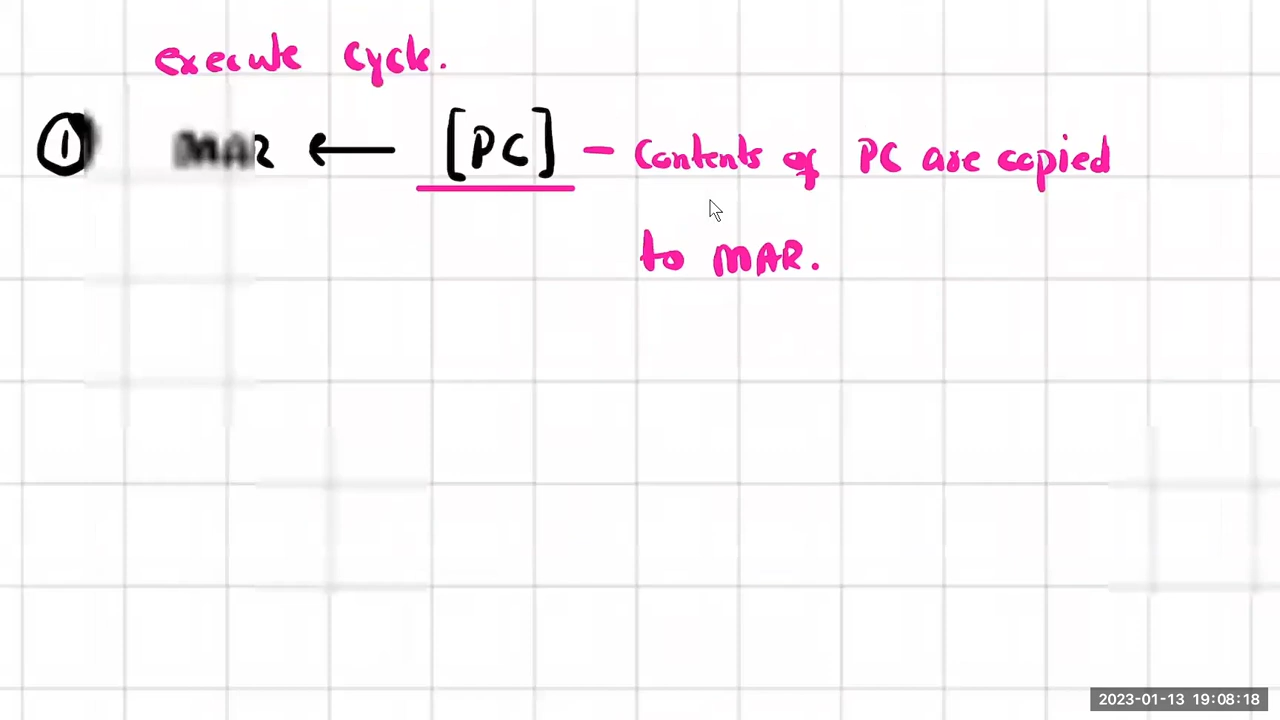 execute cycle.
① MAR ← [PC] – Contents of PC are copied
to MAR.
2023-01-13 19:08:18